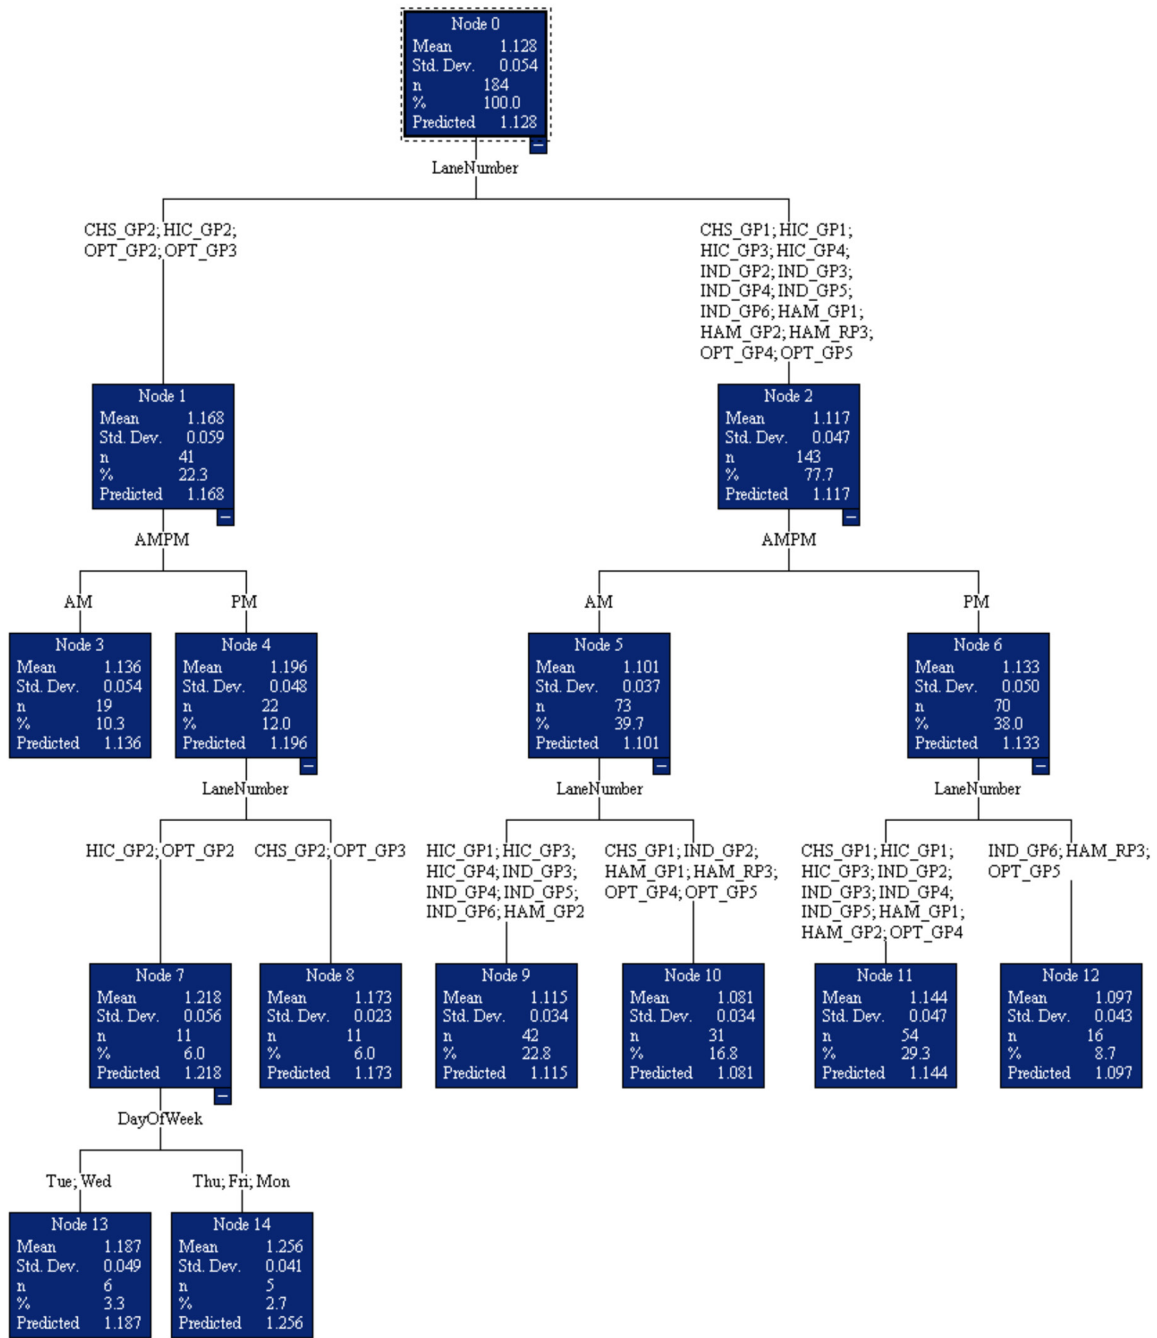 Node 0
Mean 1.128
Std. Dev. 0.054
n 184
% 100.0
Predicted 1.128
LaneNumber
CHS_GP2; HIC_GP2;
OPT_GP2; OPT_GP3
CHS_GP1; HIC_GP1;
HIC_GP3; HIC_GP4;
IND_GP2; IND_GP3;
IND_GP4; IND_GP5;
IND_GP6; HAM_GP1;
HAM_GP2; HAM_RP3;
OPT_GP4; OPT_GP5
Node 1
Mean 1.168
Std. Dev. 0.059
n 41
% 22.3
Predicted 1.168
Node 2
Mean 1.117
Std. Dev. 0.047
n 143
% 77.7
Predicted 1.117
AMPM
AMPM
AM
PM
AM
PM
Node 3
Mean 1.136
Std. Dev. 0.054
n 19
% 10.3
Predicted 1.136
Node 4
Mean 1.196
Std. Dev. 0.048
n 22
% 12.0
Predicted 1.196
Node 5
Mean 1.101
Std. Dev. 0.037
n 73
% 39.7
Predicted 1.101
Node 6
Mean 1.133
Std. Dev. 0.050
n 70
% 38.0
Predicted 1.133
LaneNumber
LaneNumber
LaneNumber
HIC_GP2; OPT_GP2
CHS_GP2; OPT_GP3
HIC_GP1; HIC_GP3;
HIC_GP4; IND_GP3;
IND_GP4; IND_GP5;
IND_GP6; HAM_GP2
CHS_GP1; IND_GP2;
HAM_GP1; HAM_RP3;
OPT_GP4; OPT_GP5
CHS_GP1; HIC_GP1;
HIC_GP3; IND_GP2;
IND_GP3; IND_GP4;
IND_GP5; HAM_GP1;
HAM_GP2; OPT_GP4
IND_GP6; HAM_RP3;
OPT_GP5
Node 7
Mean 1.218
Std. Dev. 0.056
n 11
% 6.0
Predicted 1.218
Node 8
Mean 1.173
Std. Dev. 0.023
n 11
% 6.0
Predicted 1.173
Node 9
Mean 1.115
Std. Dev. 0.034
n 42
% 22.8
Predicted 1.115
Node 10
Mean 1.081
Std. Dev. 0.034
n 31
% 16.8
Predicted 1.081
Node 11
Mean 1.144
Std. Dev. 0.047
n 54
% 29.3
Predicted 1.144
Node 12
Mean 1.097
Std. Dev. 0.043
n 16
% 8.7
Predicted 1.097
DayOfWeek
Tue; Wed
Thu; Fri; Mon
Node 13
Mean 1.187
Std. Dev. 0.049
n 6
% 3.3
Predicted 1.187
Node 14
Mean 1.256
Std. Dev. 0.041
n 5
% 2.7
Predicted 1.256